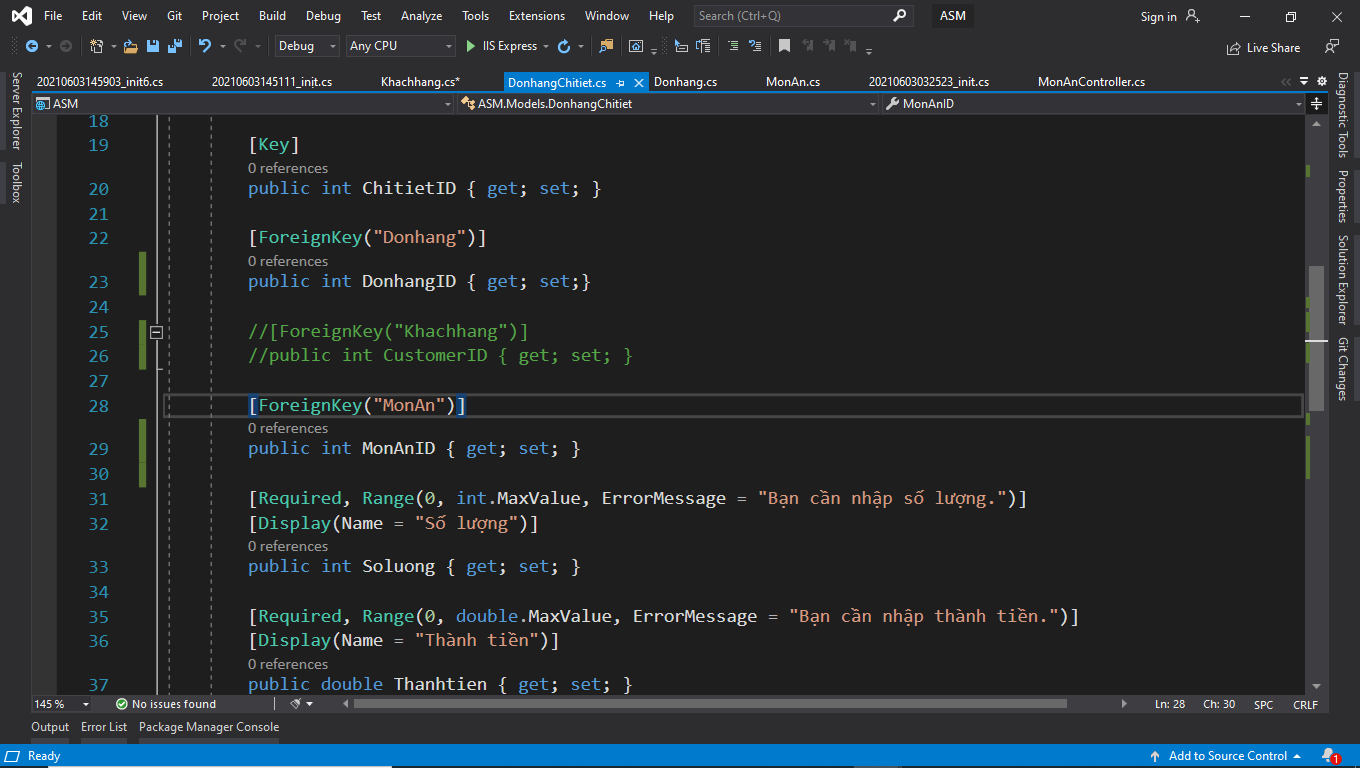 File Edit View Git Project Build Debug Test Analyze Tools Extensions Window Help Search (Ctrl+Q) ASM Sign in
Debug Any CPU IIS Express Live Share
20210603145903_init6.cs 20210603145111_init.cs Khachhang.cs* DonhangChitiet.cs Donhang.cs MonAn.cs 20210603032523_init.cs MonAnController.cs
ASM ASM.Models.DonhangChitiet MonAnID
Server Explorer
Toolbox
18
19 [Key]
0 references
20 public int ChitietID { get; set; }
21
22 [ForeignKey("Donhang")]
0 references
23 public int DonhangID { get; set;}
24
25 //[ForeignKey("Khachhang")]
26 //public int CustomerID { get; set; }
27
28 [ForeignKey("MonAn")]
0 references
29 public int MonAnID { get; set; }
30
31 [Required, Range(0, int.MaxValue, ErrorMessage = "Bạn cần nhập số lượng.")]
32 [Display(Name = "Số lượng")]
0 references
33 public int Soluong { get; set; }
34
35 [Required, Range(0, double.MaxValue, ErrorMessage = "Bạn cần nhập thành tiền.")]
36 [Display(Name = "Thành tiền")]
0 references
37 public double Thanhtien { get; set; }
Diagnostic Tools
Properties
Solution Explorer
Git Changes
145 % No issues found Ln: 28 Ch: 30 SPC CRLF
Output Error List Package Manager Console
Ready Add to Source Control 1